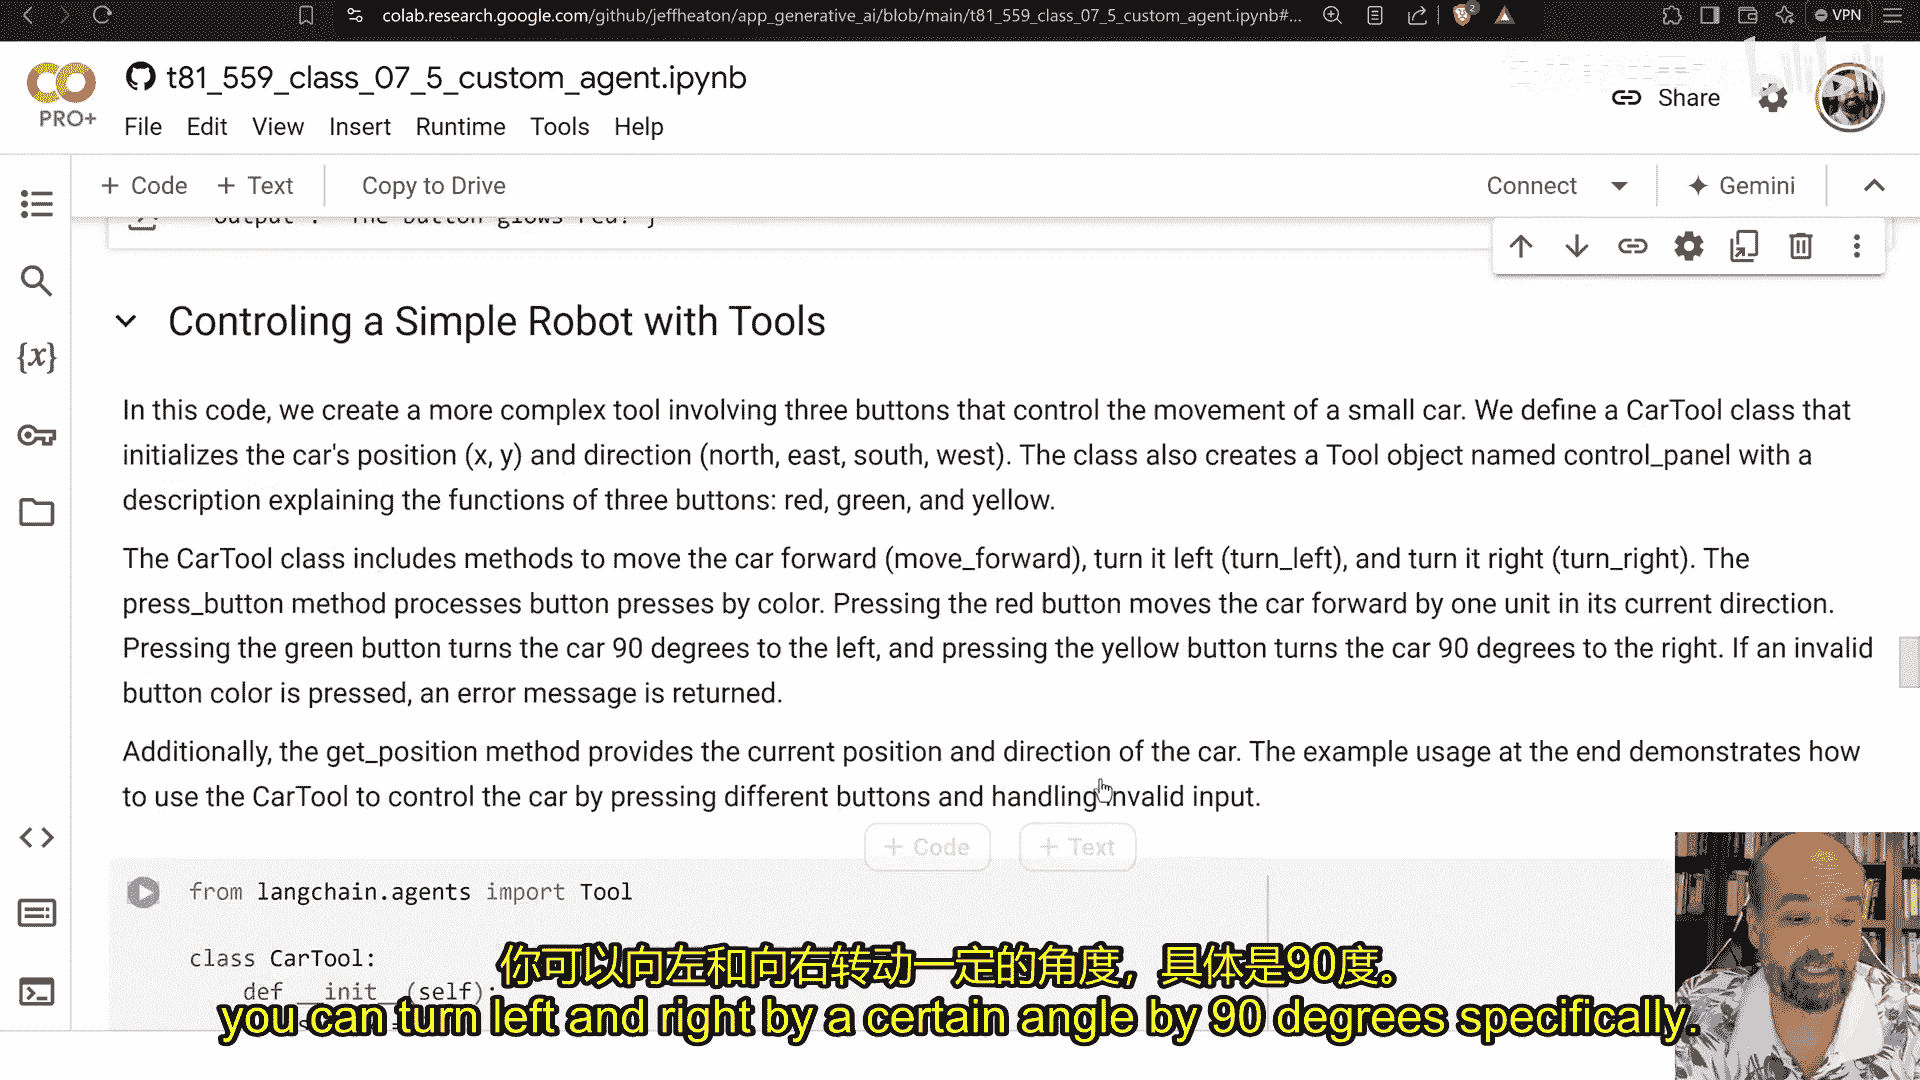 colab.research.google.com/github/jeffheaton/app_generative_ai/blob/main/t81_559_class_07_5_custom_agent.ipynb#...
2
VPN
CO
PRO+
t81_559_class_07_5_custom_agent.ipynb
Share
File Edit View Insert Runtime Tools Help
+ Code + Text Copy to Drive
Connect Gemini
output : The button glows red! }
Controling a Simple Robot with Tools
In this code, we create a more complex tool involving three buttons that control the movement of a small car. We define a CarTool class that
initializes the car's position (x, y) and direction (north, east, south, west). The class also creates a Tool object named control_panel with a
description explaining the functions of three buttons: red, green, and yellow.
The CarTool class includes methods to move the car forward (move_forward), turn it left (turn_left), and turn it right (turn_right). The
press_button method processes button presses by color. Pressing the red button moves the car forward by one unit in its current direction.
Pressing the green button turns the car 90 degrees to the left, and pressing the yellow button turns the car 90 degrees to the right. If an invalid
button color is pressed, an error message is returned.
Additionally, the get_position method provides the current position and direction of the car. The example usage at the end demonstrates how
to use the CarTool to control the car by pressing different buttons and handling invalid input.
+ Code + Text
from langchain.agents import Tool
class CarTool:
def __init__(self):
你可以向左和向右转动一定的角度，具体是90度。
you can turn left and right by a certain angle by 90 degrees specifically.